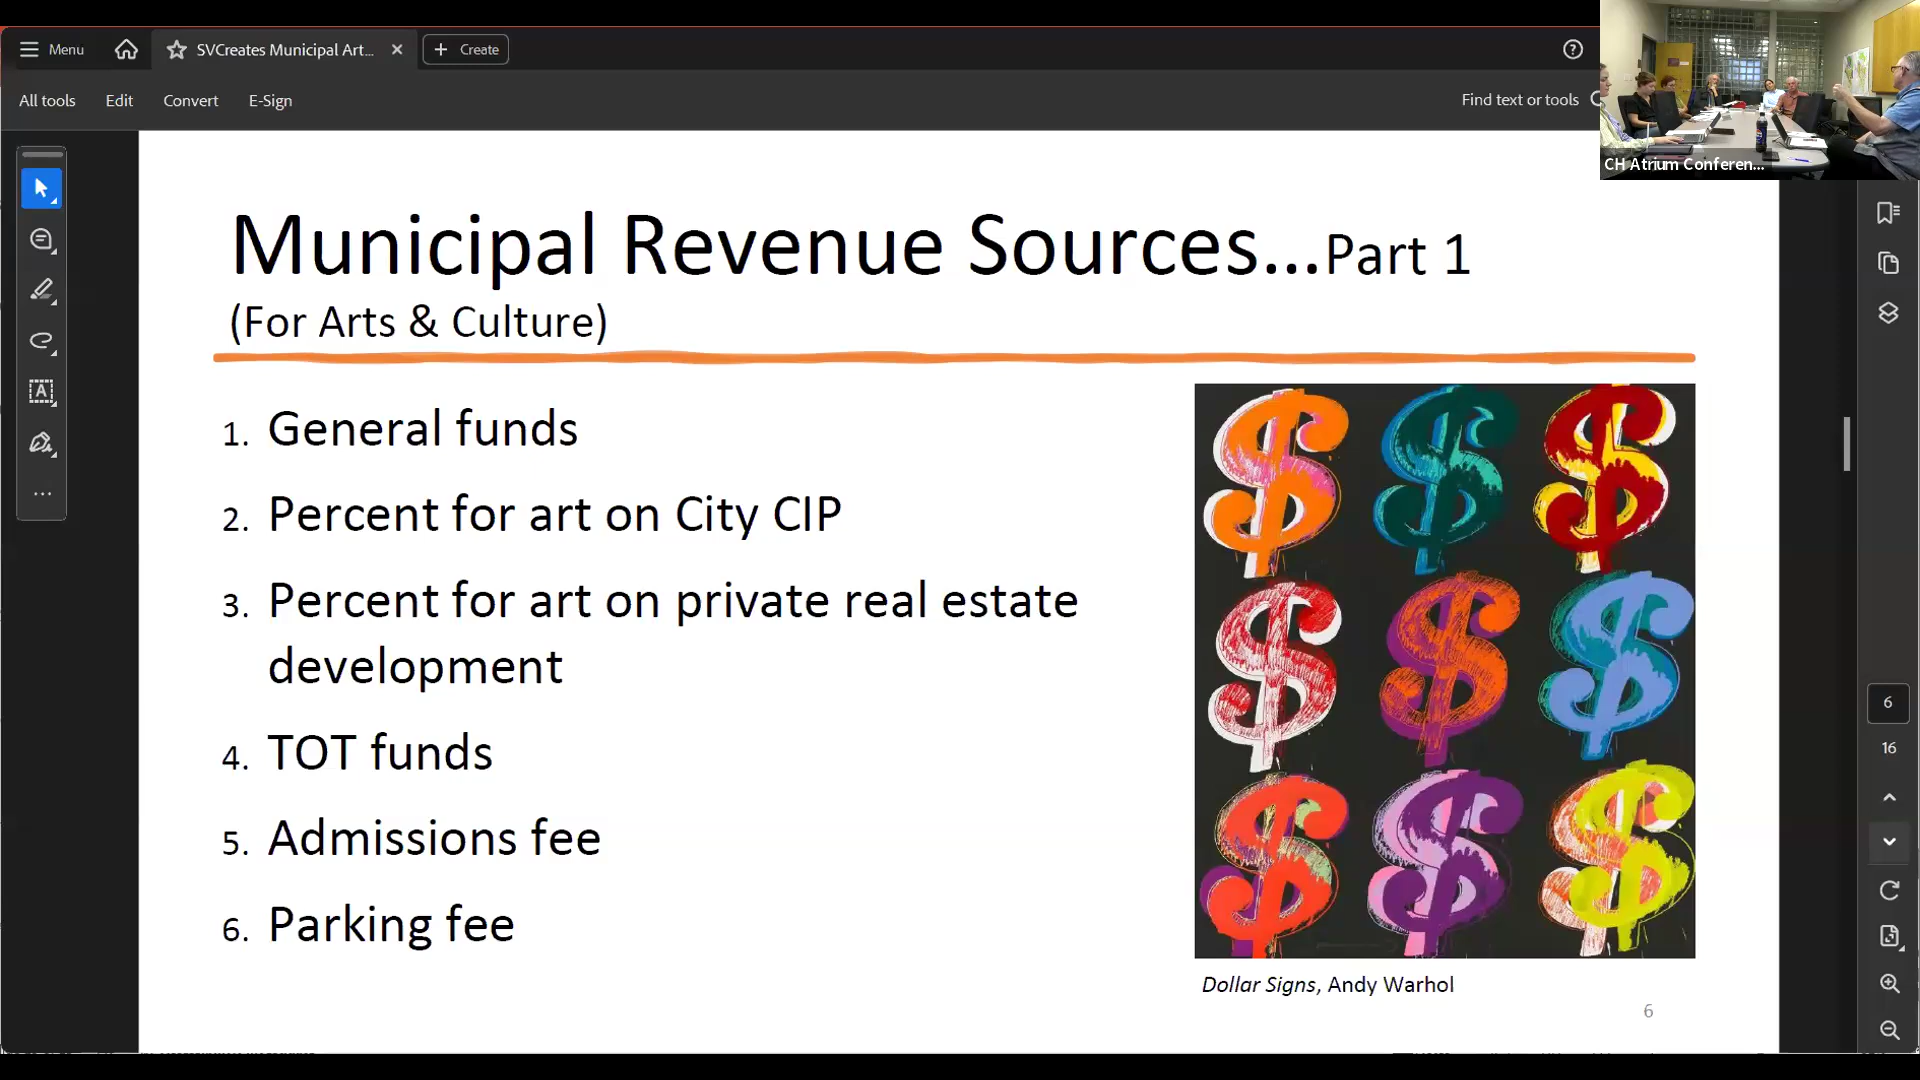 Menu
SVCreates Municipal Art...
Create
All tools
Edit
Convert
E-Sign
Find text or tools
CH Atrium Conferen...
Municipal Revenue Sources...Part 1
(For Arts & Culture)
1. General funds
2. Percent for art on City CIP
3. Percent for art on private real estate
development
4. TOT funds
5. Admissions fee
6. Parking fee
Dollar Signs, Andy Warhol
6
6
16